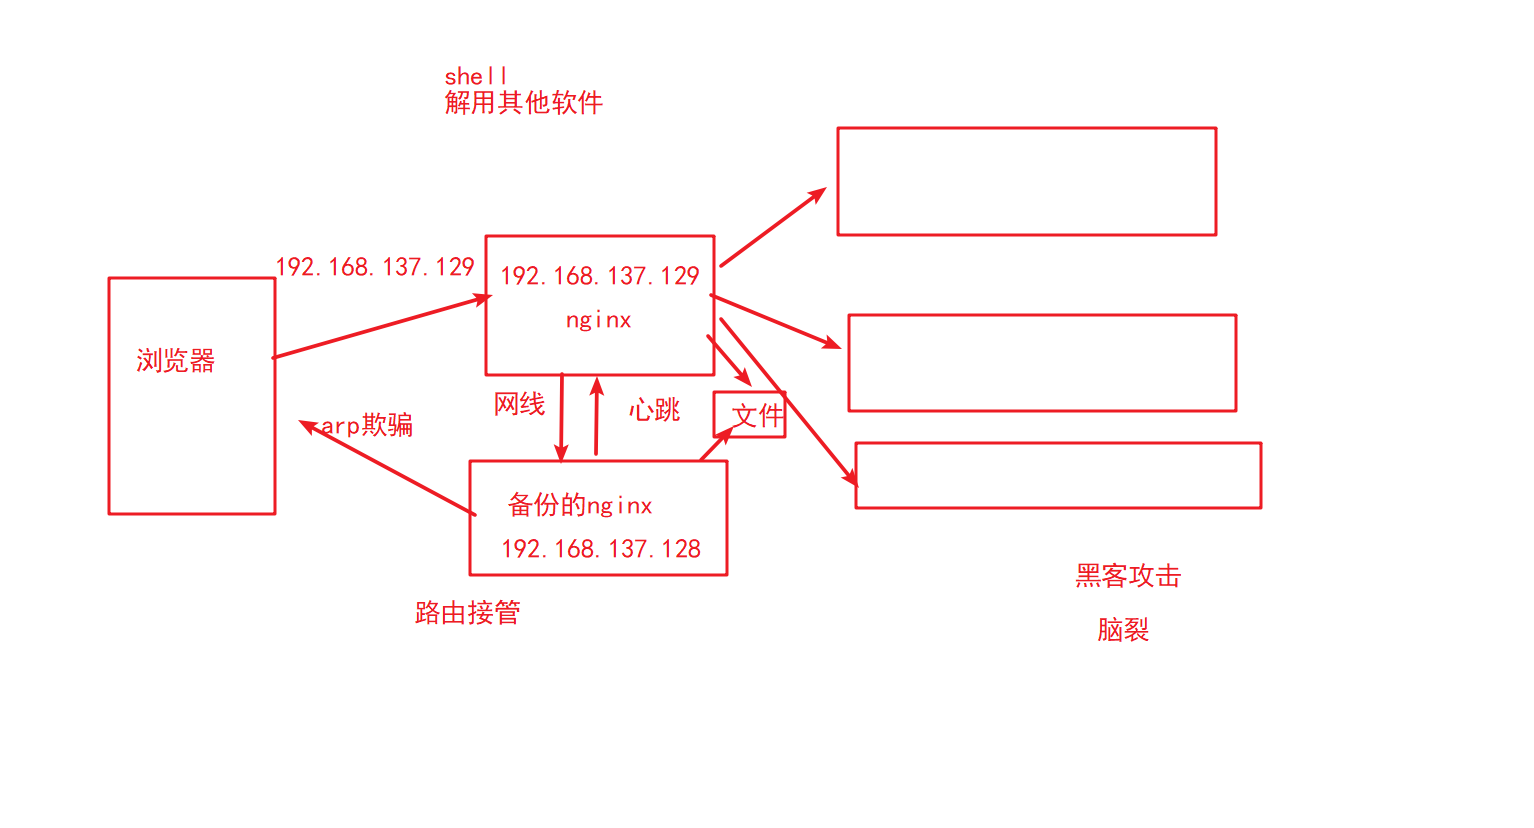 shell
解用其他软件
192.168.137.129
192.168.137.129
nginx
浏览器
网线
心跳
文件
arp欺骗
备份的nginx
192.168.137.128
路由接管
黑客攻击
脑裂